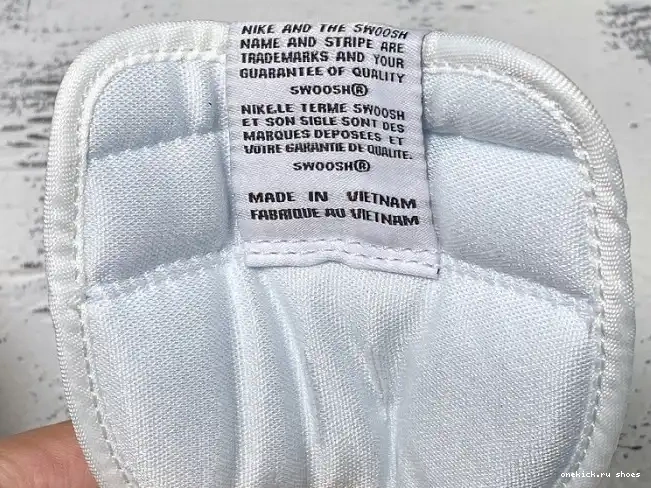 NIKE AND THE SWOOSH
NAME AND STRIPE ARE
TRADEMARKS AND YOUR
GUARANTEE OF QUALITY
SWOOSH®
NIKE.LE TERME SWOOSH
ET SON SIGLE SONT DES
MARQUES DEPOSEES ET
VOTRE GARANTIE DE QUALITE.
SWOOSH®
MADE IN VIETNAM
FABRIQUE AU VIETNAM
onekick.ru shoes